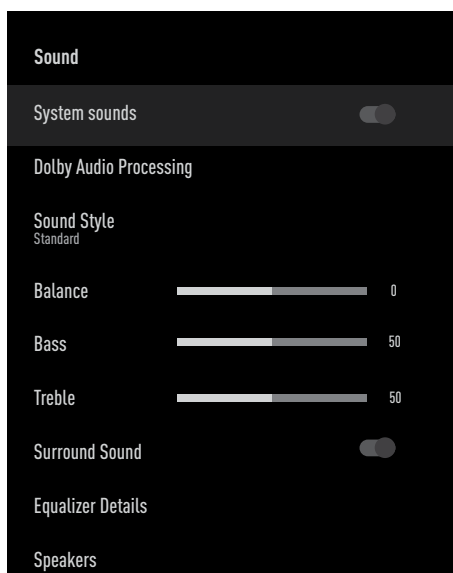 Sound
System sounds
Dolby Audio Processing
Sound Style
Standard
Balance 0
Bass 50
Treble 50
Surround Sound
Equalizer Details
Speakers